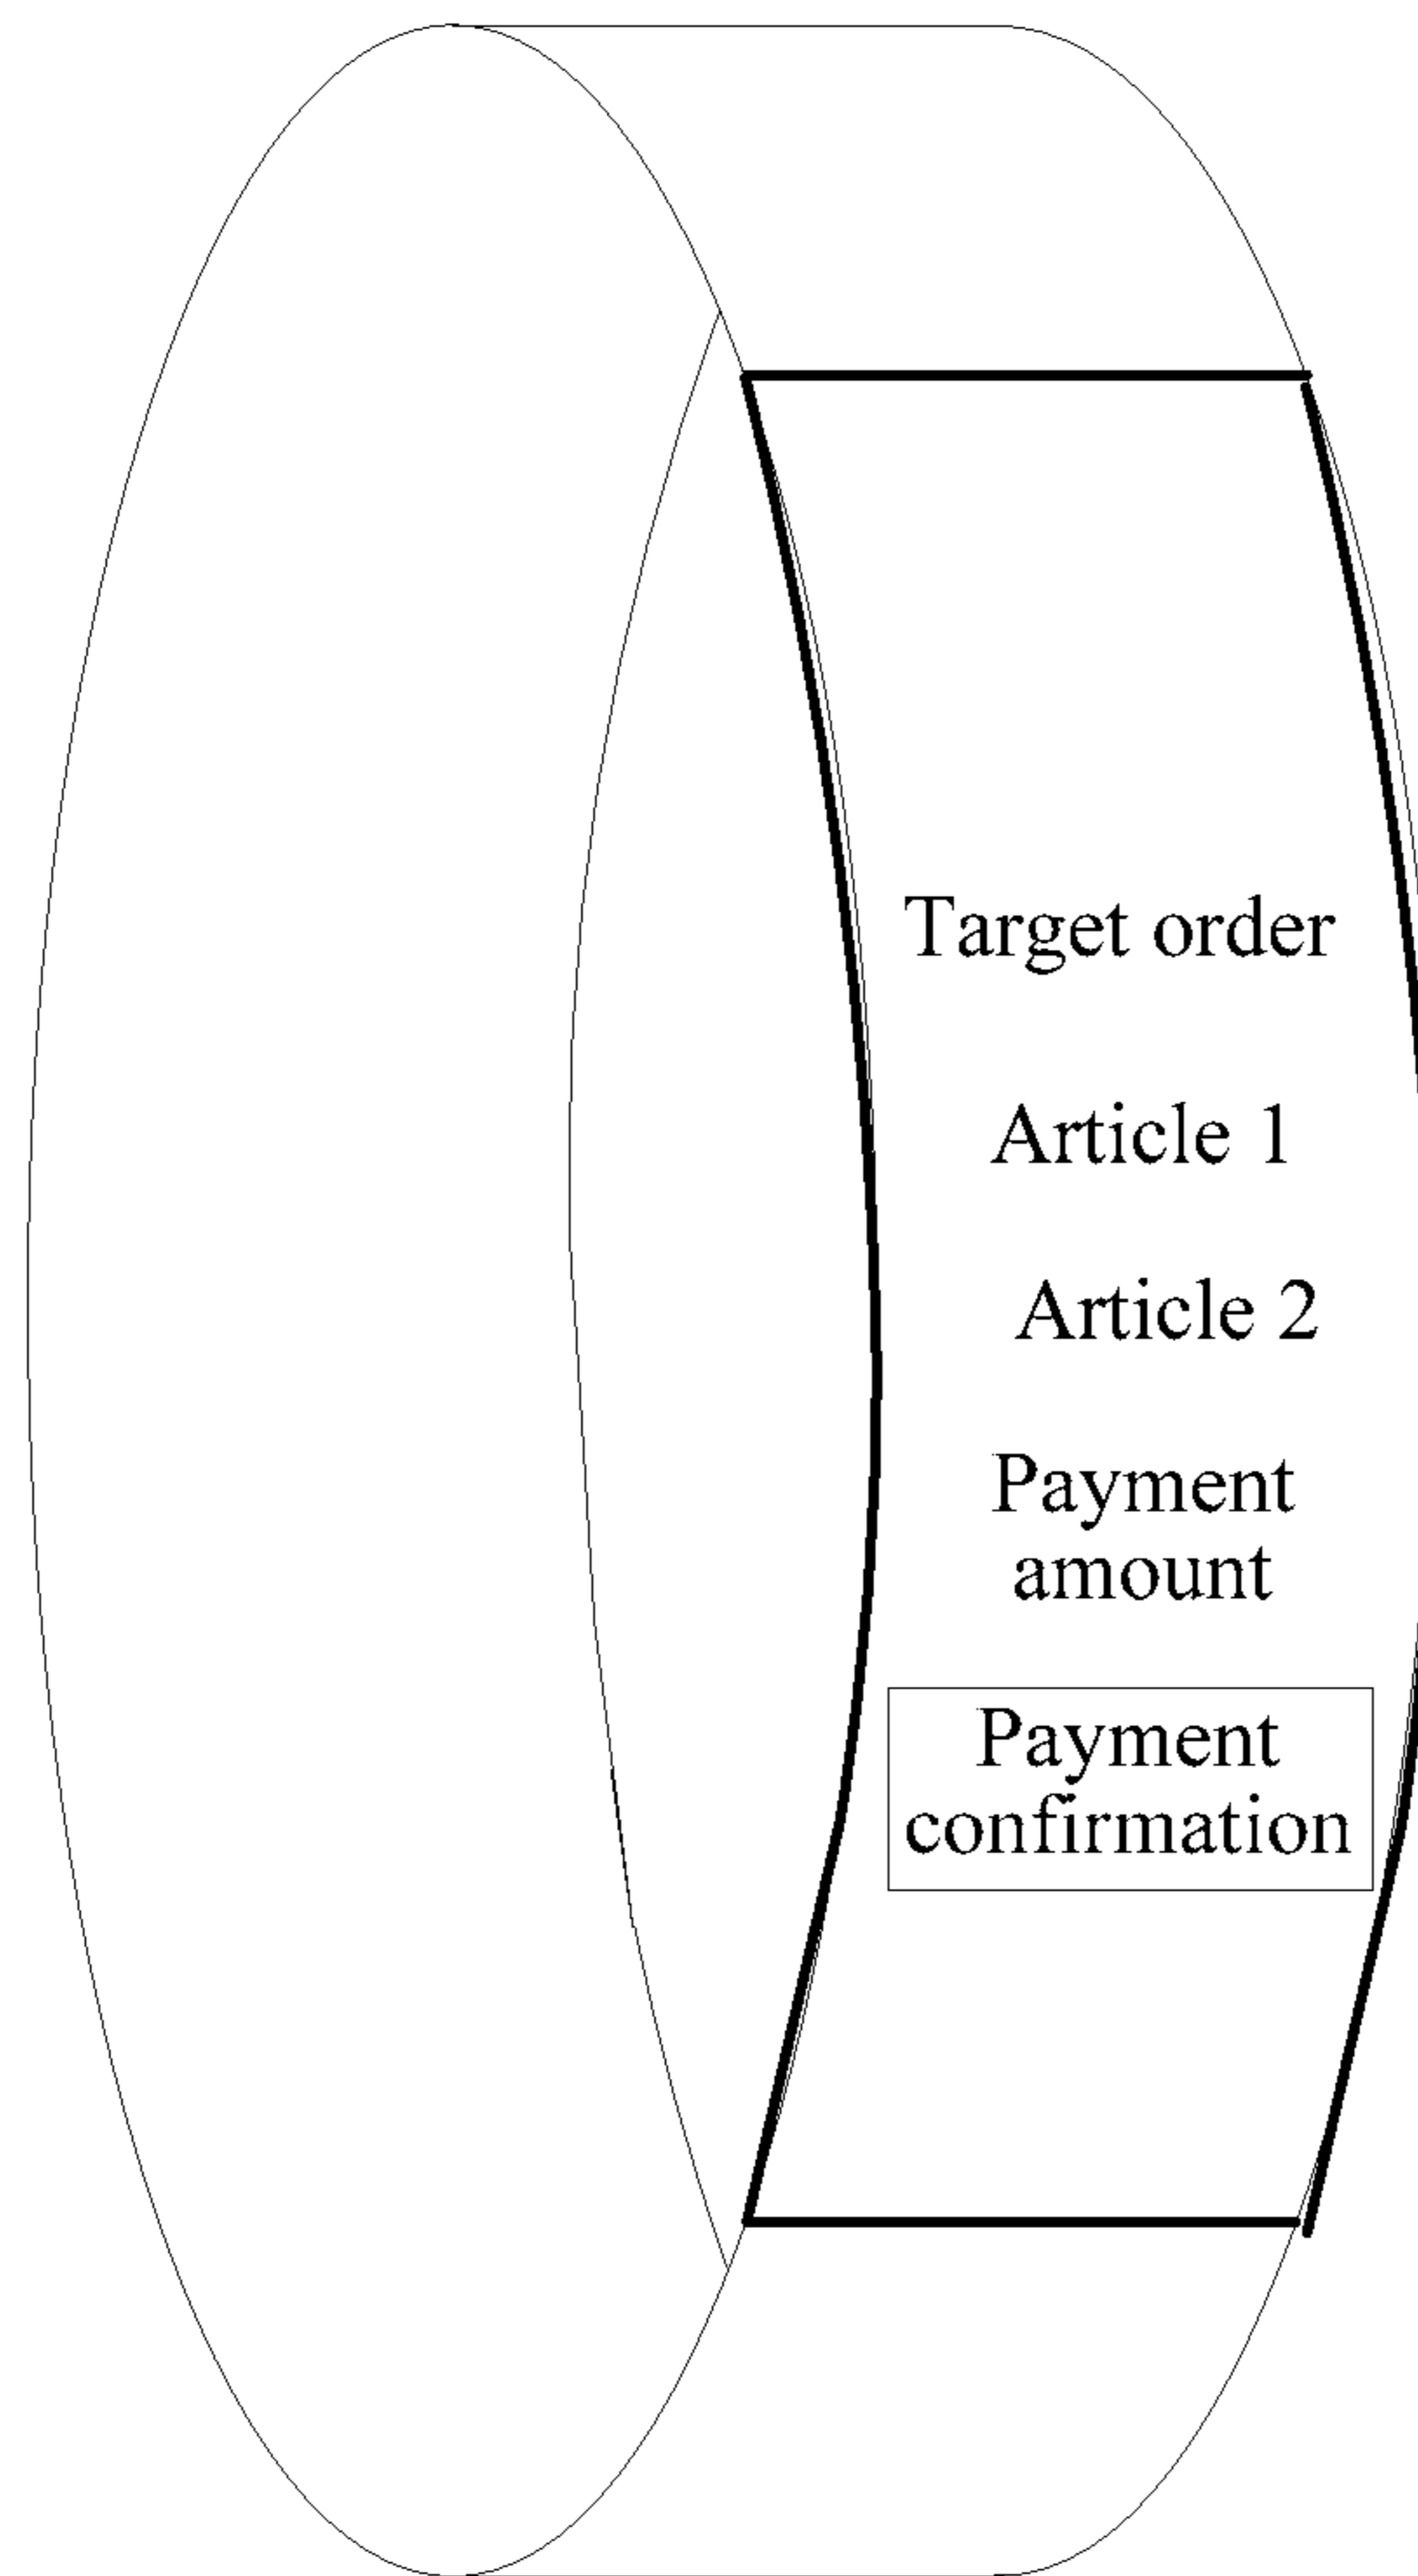 Target order
Article 1
Article 2
Payment
amount
Payment
confirmation